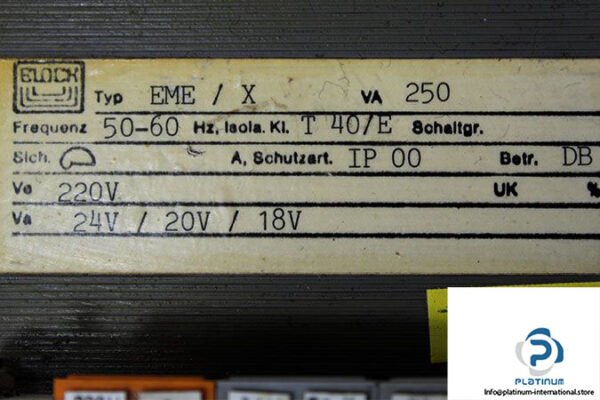 BLOCK
Typ EME / X VA 250
Frequenz 50-60 Hz, Isola. Kl. T 40/E Schaltgr.
Sich. A, Schutzart. IP 00 Betr. DB
Ve 220V UK %
Va 24V / 20V / 18V
PLATINUM
info@platinum-international.store